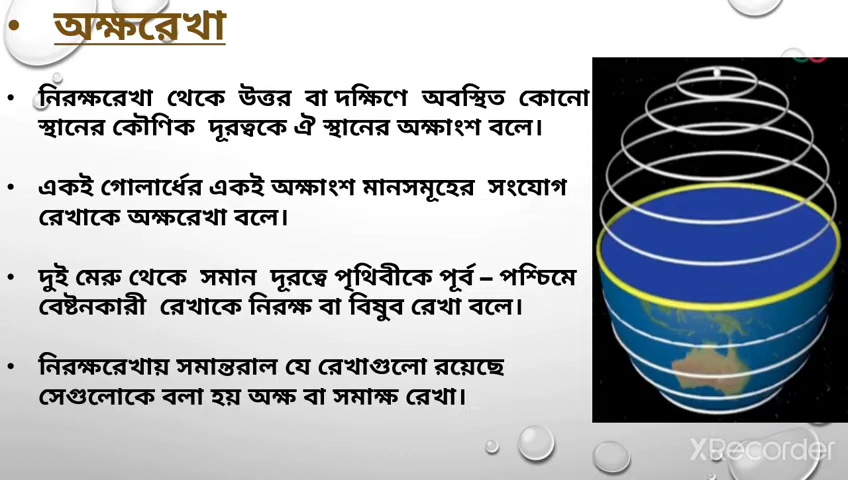 • অক্ষরেখা
• নিরক্ষরেখা থেকে উত্তর বা দক্ষিণে অবস্থিত কোনো
স্থানের কৌণিক দূরত্বকে ঐ স্থানের অক্ষাংশ বলে।
• একই গোলার্ধের একই অক্ষাংশ মানসমূহের সংযোগ
রেখাকে অক্ষরেখা বলে।
• দুই মেরু থেকে সমান দূরত্বে পৃথিবীকে পূর্ব – পশ্চিমে
বেষ্টনকারী রেখাকে নিরক্ষ বা বিষুব রেখা বলে।
• নিরক্ষরেখায় সমান্তরাল যে রেখাগুলো রয়েছে
সেগুলোকে বলা হয় অক্ষ বা সমাক্ষ রেখা।
XRecorder